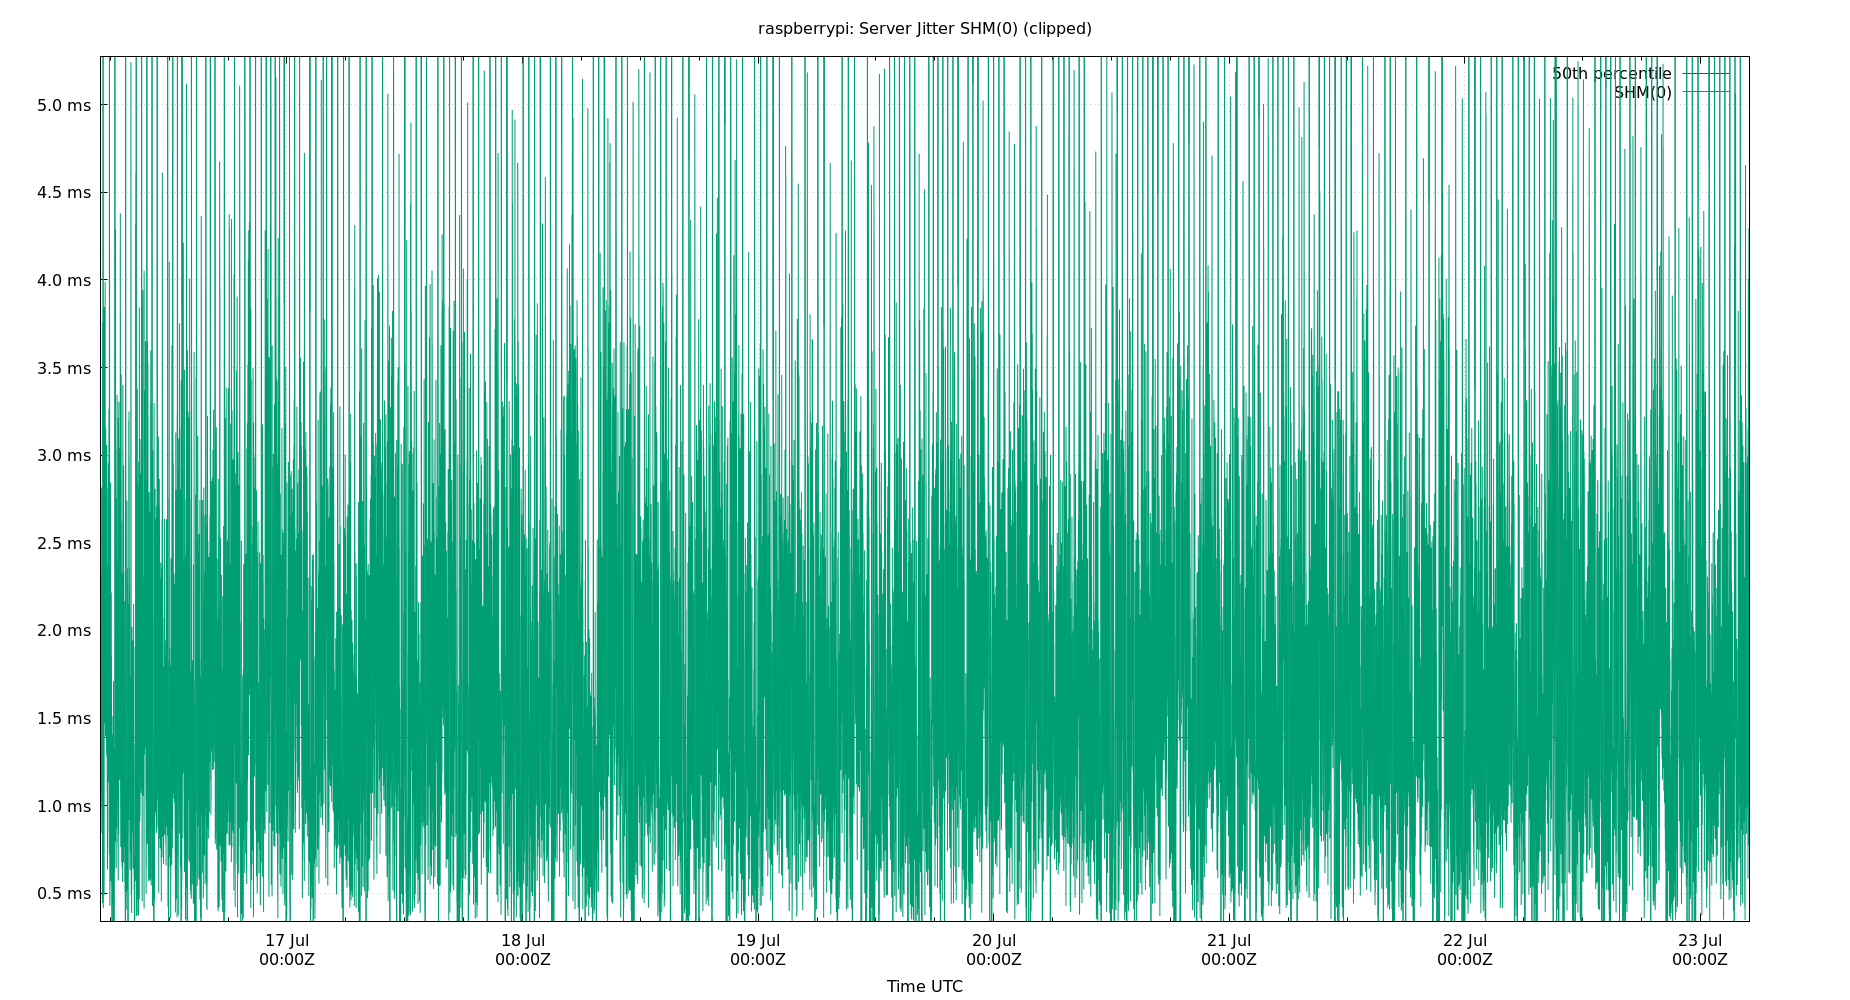 raspberrypi: Server Jitter SHM(0) (clipped)
50th percentile
SHM(0)
5.0 ms
4.5 ms
4.0 ms
3.5 ms
3.0 ms
2.5 ms
2.0 ms
1.5 ms
1.0 ms
0.5 ms
17 Jul 18 Jul 19 Jul 20 Jul 21 Jul 22 Jul 23 Jul
00:00Z 00:00Z 00:00Z 00:00Z 00:00Z 00:00Z 00:00Z
Time UTC